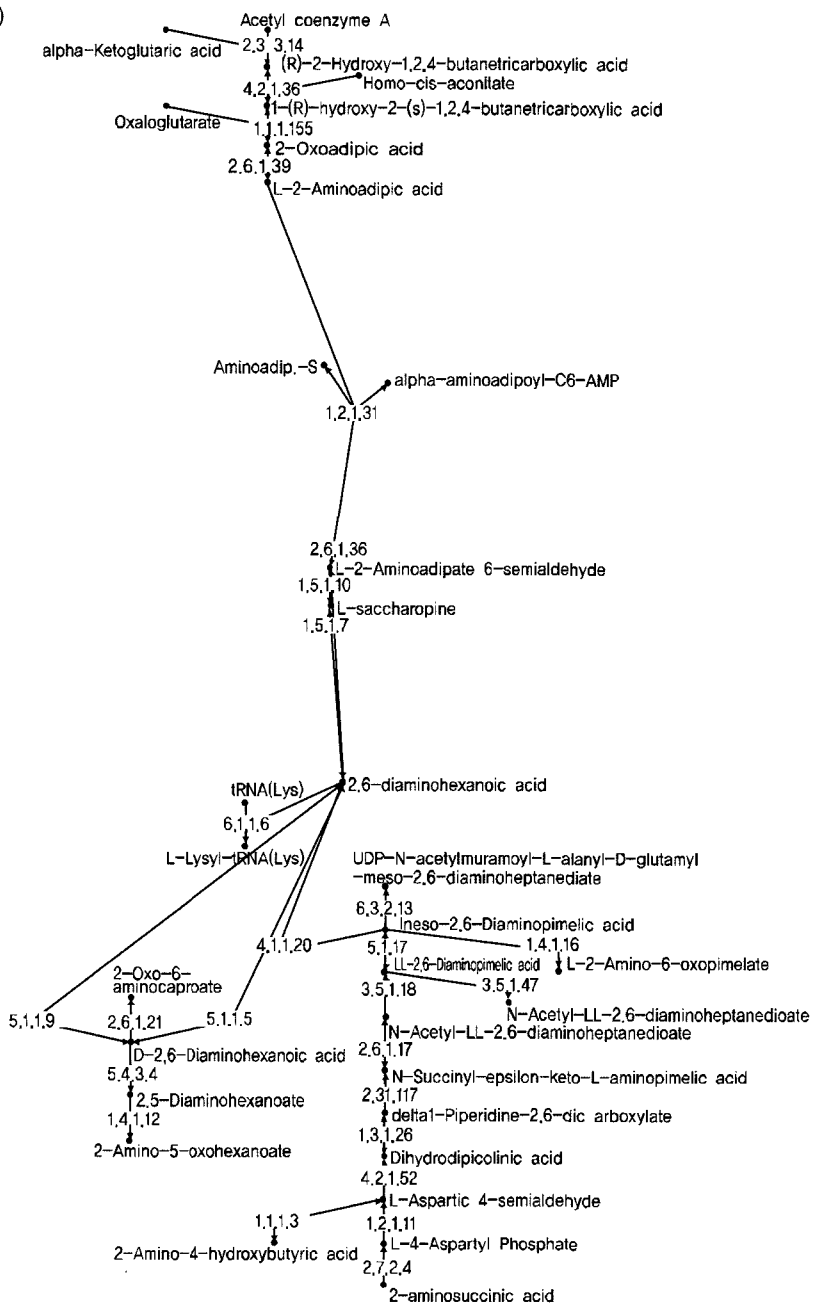 )
Acetyl coenzyme A
alpha-Ketoglutaric acid
2.3 3.14
(R)-2-Hydroxy-1,2,4-butanetricarboxylic acid
Homo-cis-aconitate
4.2.1.36
1-(R)-hydroxy-2-(s)-1,2,4-butanetricarboxylic acid
Oxaloglutarate
1.1.1.155
2-Oxoadipic acid
2.6.1.39
L-2-Aminoadipic acid
Aminoadip.-S
alpha-aminoadipoyl-C6-AMP
1.2.1.31
2.6.1.36
L-2-Aminoadipate 6-semialdehyde
1.5.1.10
L-saccharopine
1.5.1.7
tRNA(Lys)
2,6-diaminohexanoic acid
6.1.1.6
L-Lysyl-tRNA(Lys)
UDP-N-acetylmuramoyl-L-alanyl-D-glutamyl
-meso-2,6-diaminoheptanediate
6.3.2.13
Ineso-2,6-Diaminopimelic acid
4.1.1.20
5.1.17
1.4.1.16
2-Oxo-6-
aminocaproate
LL-2,6-Diaminopimelic acid
L-2-Amino-6-oxopimelate
3.5.1.18
3.5.1.47
5.1.1.9
2.6.1.21
5.1.1.5
N-Acetyl-LL-2,6-diaminoheptanedioate
N-Acetyl-LL-2,6-diaminoheptanedioate
D-2,6-Diaminohexanoic acid
2.6.1.17
5.4.3.4
N-Succinyl-epsilon-keto-L-aminopimelic acid
2,5-Diaminohexanoate
2.31.117
1.4.1.12
delta1-Piperidine-2,6-dic arboxylate
1.3.1.26
2-Amino-5-oxohexanoate
Dihydrodipicolinic acid
4.2.1.52
L-Aspartic 4-semialdehyde
1.1.1.3
1.2.1.11
2-Amino-4-hydroxybutyric acid
L-4-Aspartyl Phosphate
2.7.2.4
2-aminosuccinic acid